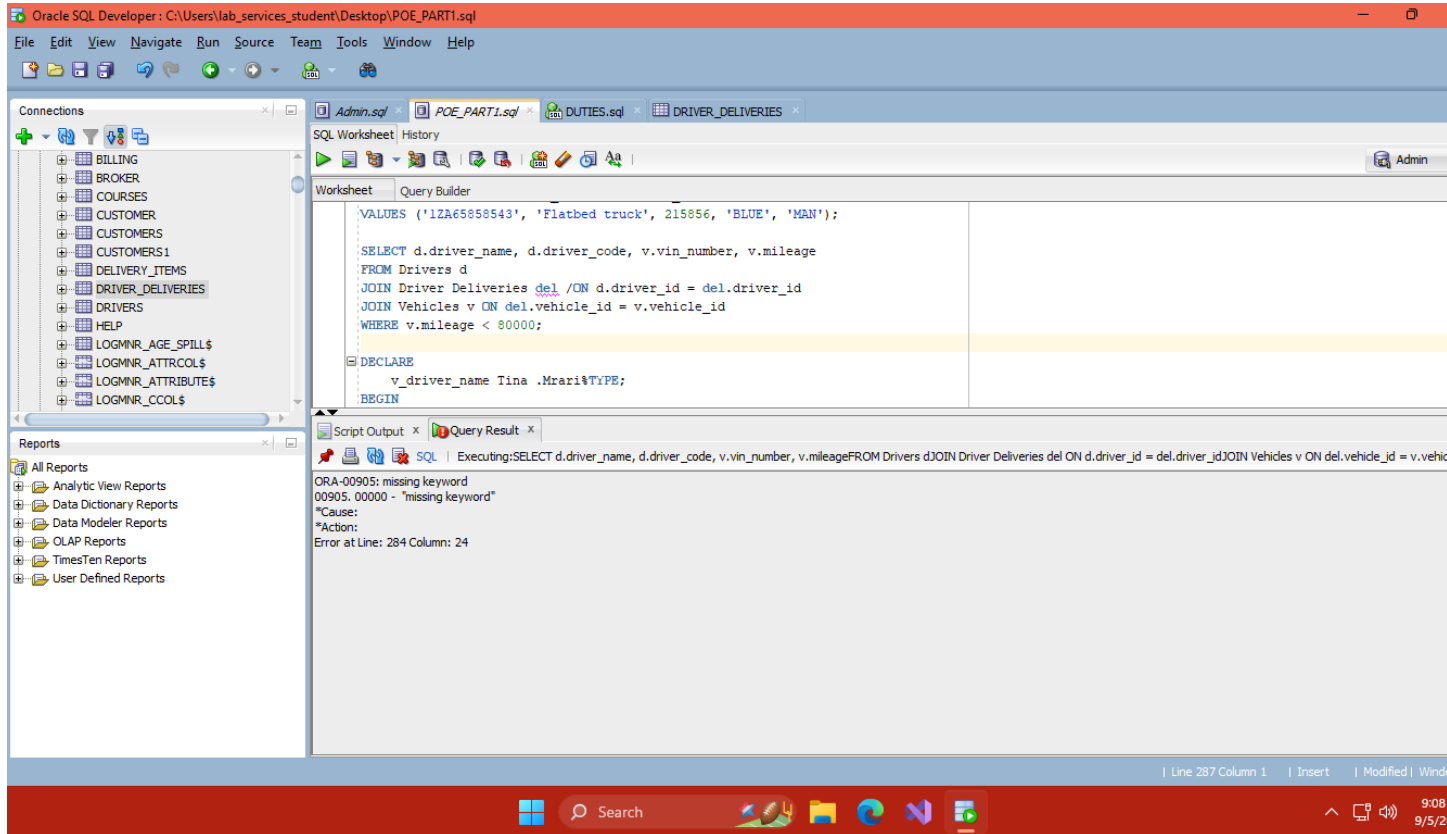 Oracle SQL Developer : C:\Users\lab_services_student\Desktop\POE_PART1.sql
File Edit View Navigate Run Source Team Tools Window Help
Connections
BILLING
BROKER
COURSES
CUSTOMER
CUSTOMERS
CUSTOMERS1
DELIVERY_ITEMS
DRIVER_DELIVERIES
DRIVERS
HELP
LOGMNR_AGE_SPILL$
LOGMNR_ATTRCOL$
LOGMNR_ATTRIBUTE$
LOGMNR_CCOL$
Reports
All Reports
Analytic View Reports
Data Dictionary Reports
Data Modeler Reports
OLAP Reports
TimesTen Reports
User Defined Reports
Admin.sql POE_PART1.sql DUTIES.sql DRIVER_DELIVERIES
SQL Worksheet History
Admin
Worksheet Query Builder
VALUES ('1ZA65858543', 'Flatbed truck', 215856, 'BLUE', 'MAN');
SELECT d.driver_name, d.driver_code, v.vin_number, v.mileage
FROM Drivers d
JOIN Driver Deliveries del /ON d.driver_id = del.driver_id
JOIN Vehicles v ON del.vehicle_id = v.vehicle_id
WHERE v.mileage < 80000;
DECLARE
v_driver_name Tina .Mrari%TYPE;
BEGIN
Script Output Query Result
SQL | Executing:SELECT d.driver_name, d.driver_code, v.vin_number, v.mileageFROM Drivers dJOIN Driver Deliveries del ON d.driver_id = del.driver_idJOIN Vehicles v ON del.vehicle_id = v.vehic
ORA-00905: missing keyword
00905. 00000 - "missing keyword"
*Cause:
*Action:
Error at Line: 284 Column: 24
| Line 287 Column 1 | Insert | Modified | Wind
Search
9:08
9/5/2